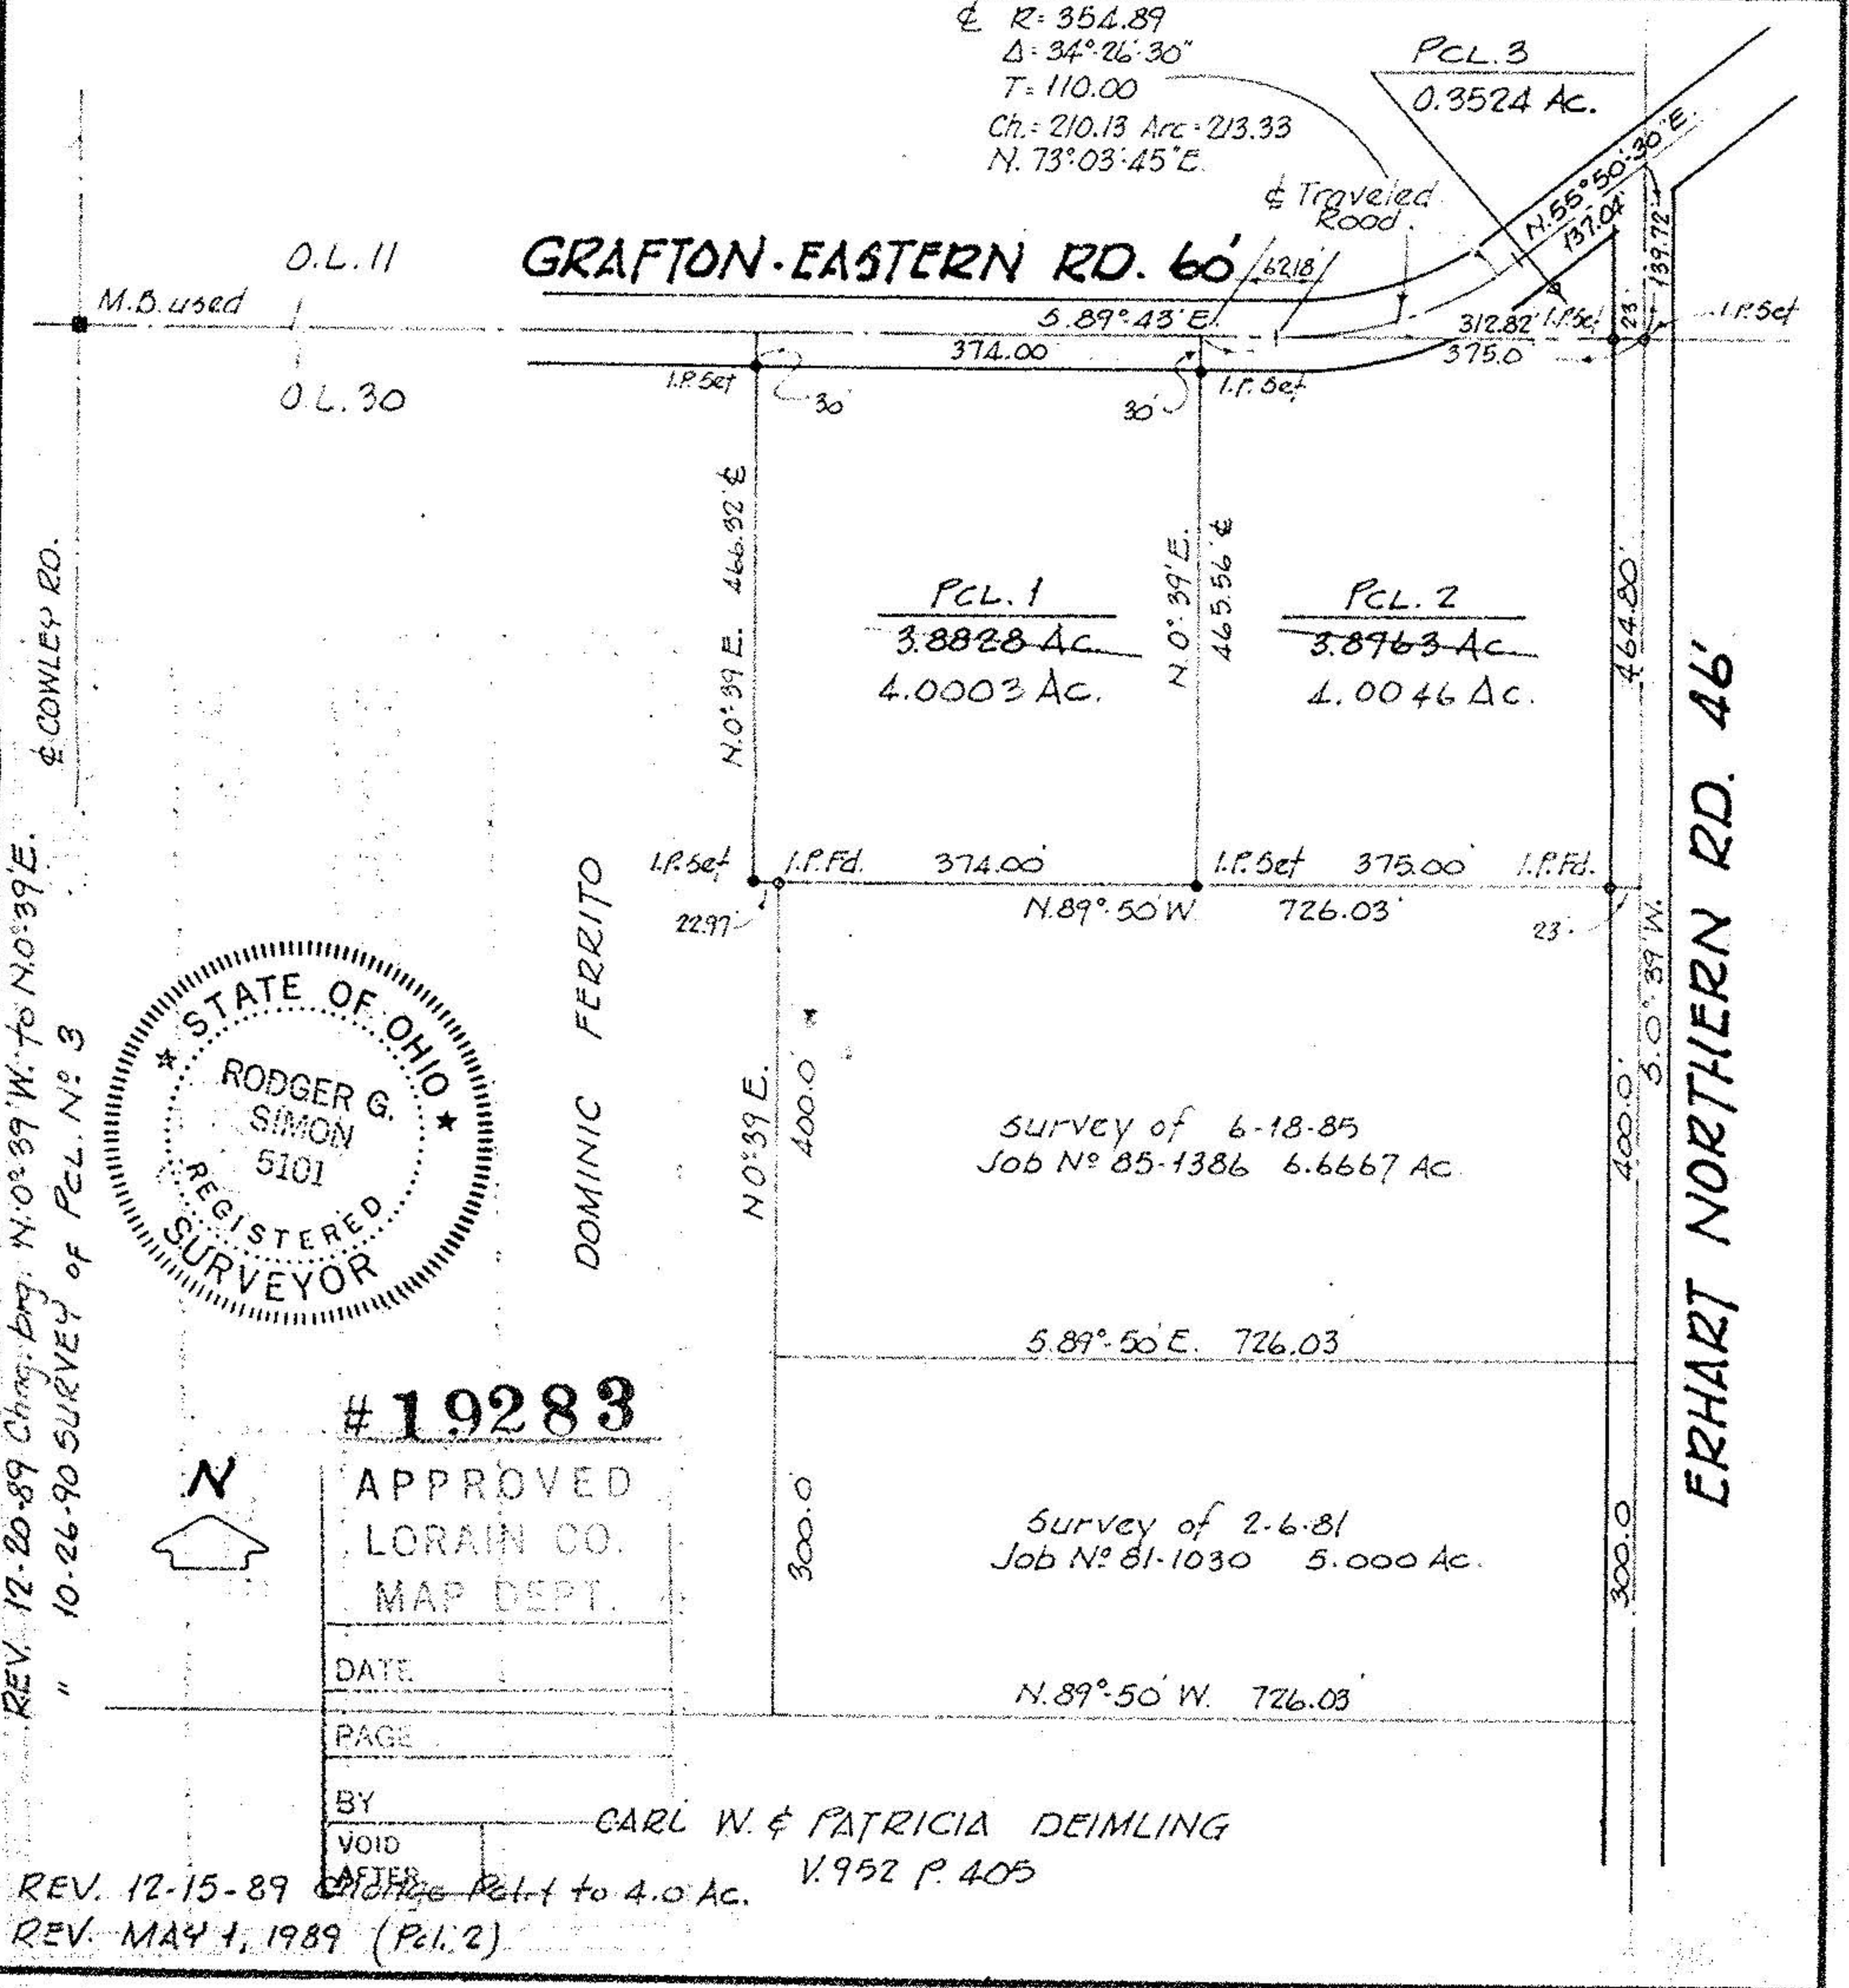 ℄ R= 354.89
Δ= 34°-26'-30"
T= 110.00
Ch.= 210.13 Arc= 213.33
N. 73°-03'-45" E.
PCL. 3
0.3524 Ac.
℄ Traveled Road
N. 55° 50'-30" E.
137.04'
139.72'
O.L. 11
GRAFTON-EASTERN RD. 60'
62.18'
M.B. used
S. 89°-43' E.
312.82'
I.P. Set
23'
I.P. Set
374.00
375.0
O.L. 30
I.P. Set
30'
30'
I.P. Set
℄ COWLEY RD.
N. 0°-39' E. 466.32' ℄
N. 0°-39' E.
465.56' ℄
464.80'
PCL. 1
3.8828 Ac.
4.0003 Ac.
PCL. 2
3.8963 Ac.
4.0046 Ac.
ERHART NORTHERN RD. 46'
I.P. Set
I.P. Fd.
374.00'
I.P. Set
375.00'
I.P. Fd.
22.97'
N. 89°-50' W.
726.03'
23'
S. 0°-39' W.
DOMINIC FERRITO
N 0°-39' E.
400.0'
400.0'
Survey of 6-18-85
Job Nº 85-1386 6.6667 Ac.
STATE OF OHIO
RODGER G.
SIMON
5101
REGISTERED
SURVEYOR
S. 89°-50' E. 726.03'
REV. 12-20-89 Chng. brg. N. 0°-39' W. to N. 0°-39' E.
" 10-26-90 SURVEY of PCL. Nº 3
#19283
APPROVED
LORAIN CO.
MAP DEPT.
DATE
PAGE
BY
VOID
AFTER
N
300.0
300.0
Survey of 2-6-81
Job Nº 81-1030 5.000 Ac.
N. 89°-50' W. 726.03'
CARL W. & PATRICIA DEIMLING
V. 952 P. 405
REV. 12-15-89 Change Pcl. 1 to 4.0 Ac.
REV. MAY 1, 1989 (Pcl. 2)